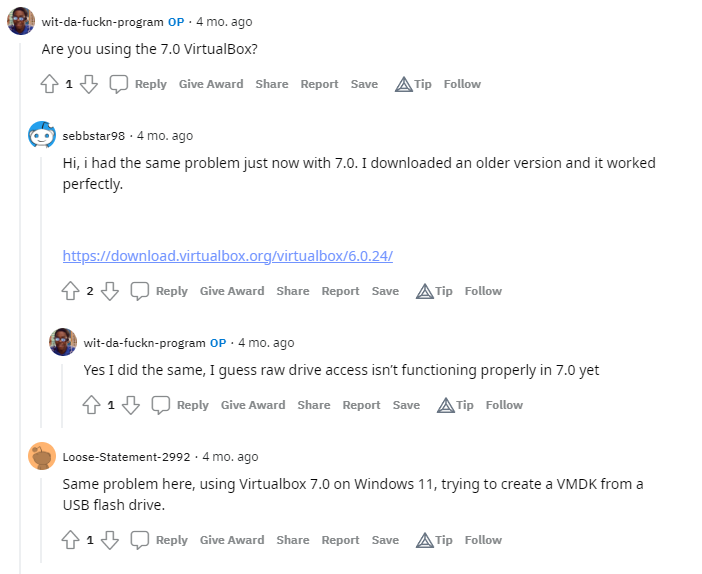 wit-da-fuckn-program OP · 4 mo. ago
Are you using the 7.0 VirtualBox?
1 Reply Give Award Share Report Save Tip Follow
sebbstar98 · 4 mo. ago
Hi, i had the same problem just now with 7.0. I downloaded an older version and it worked
perfectly.
https://download.virtualbox.org/virtualbox/6.0.24/
2 Reply Give Award Share Report Save Tip Follow
wit-da-fuckn-program OP · 4 mo. ago
Yes I did the same, I guess raw drive access isn’t functioning properly in 7.0 yet
1 Reply Give Award Share Report Save Tip Follow
Loose-Statement-2992 · 4 mo. ago
Same problem here, using Virtualbox 7.0 on Windows 11, trying to create a VMDK from a
USB flash drive.
1 Reply Give Award Share Report Save Tip Follow